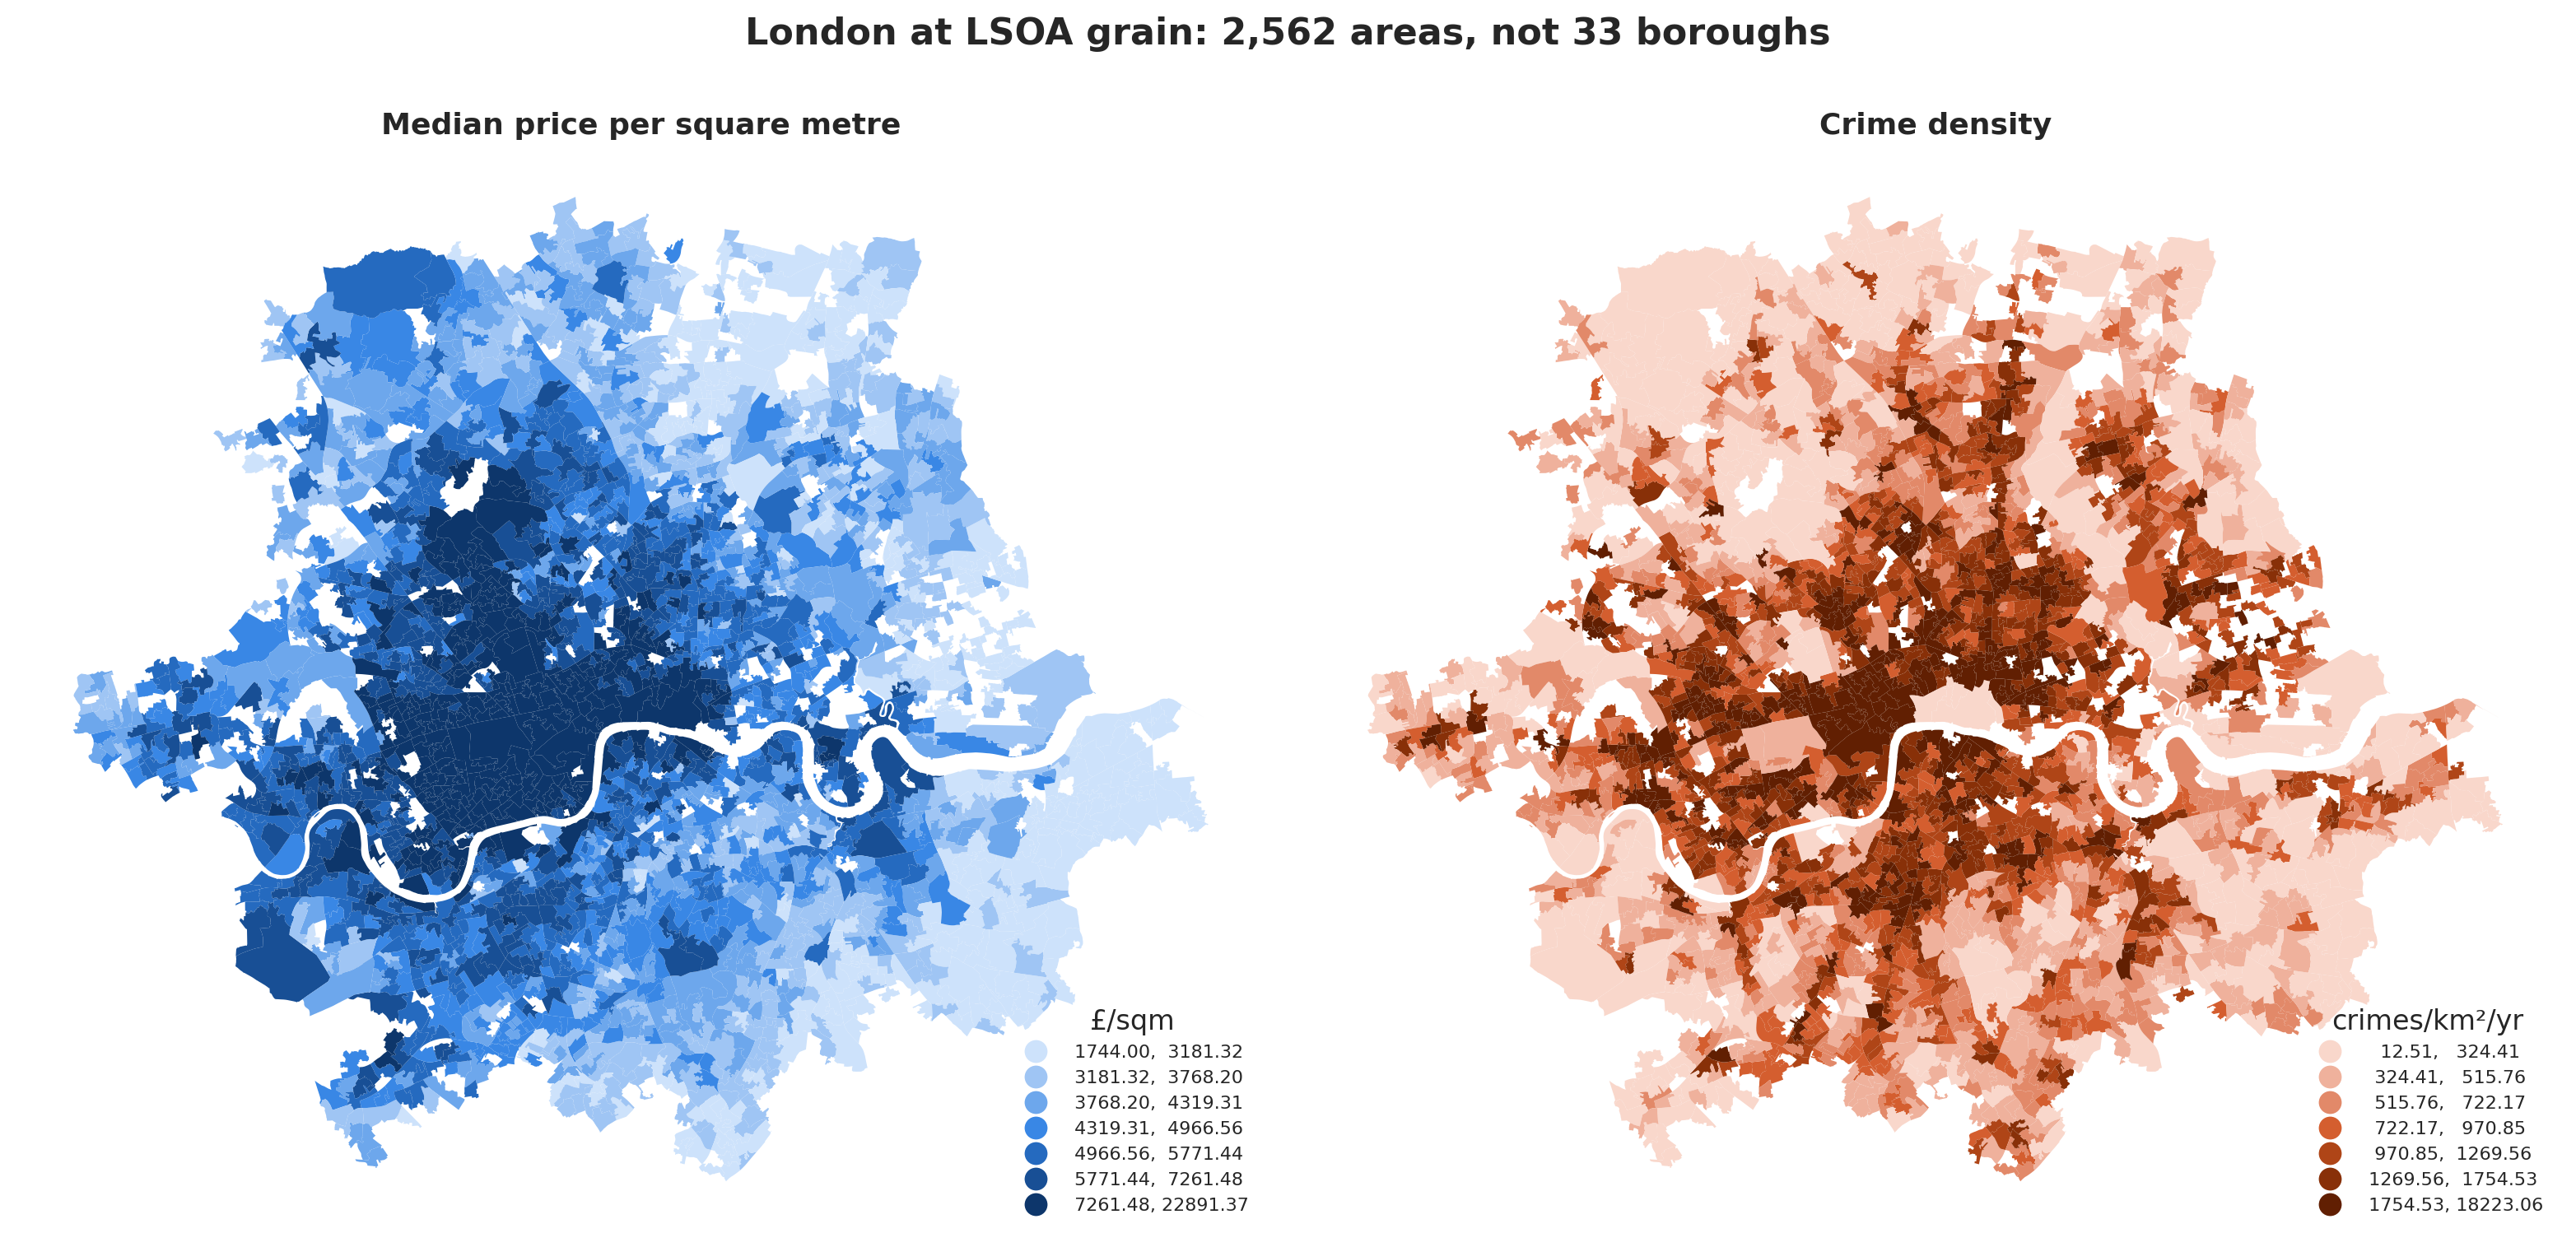 London at LSOA grain: 2,562 areas, not 33 boroughs
Median price per square metre
£/sqm
1744.00, 3181.32
3181.32, 3768.20
3768.20, 4319.31
4319.31, 4966.56
4966.56, 5771.44
5771.44, 7261.48
7261.48, 22891.37
Crime density
crimes/km²/yr
12.51, 324.41
324.41, 515.76
515.76, 722.17
722.17, 970.85
970.85, 1269.56
1269.56, 1754.53
1754.53, 18223.06